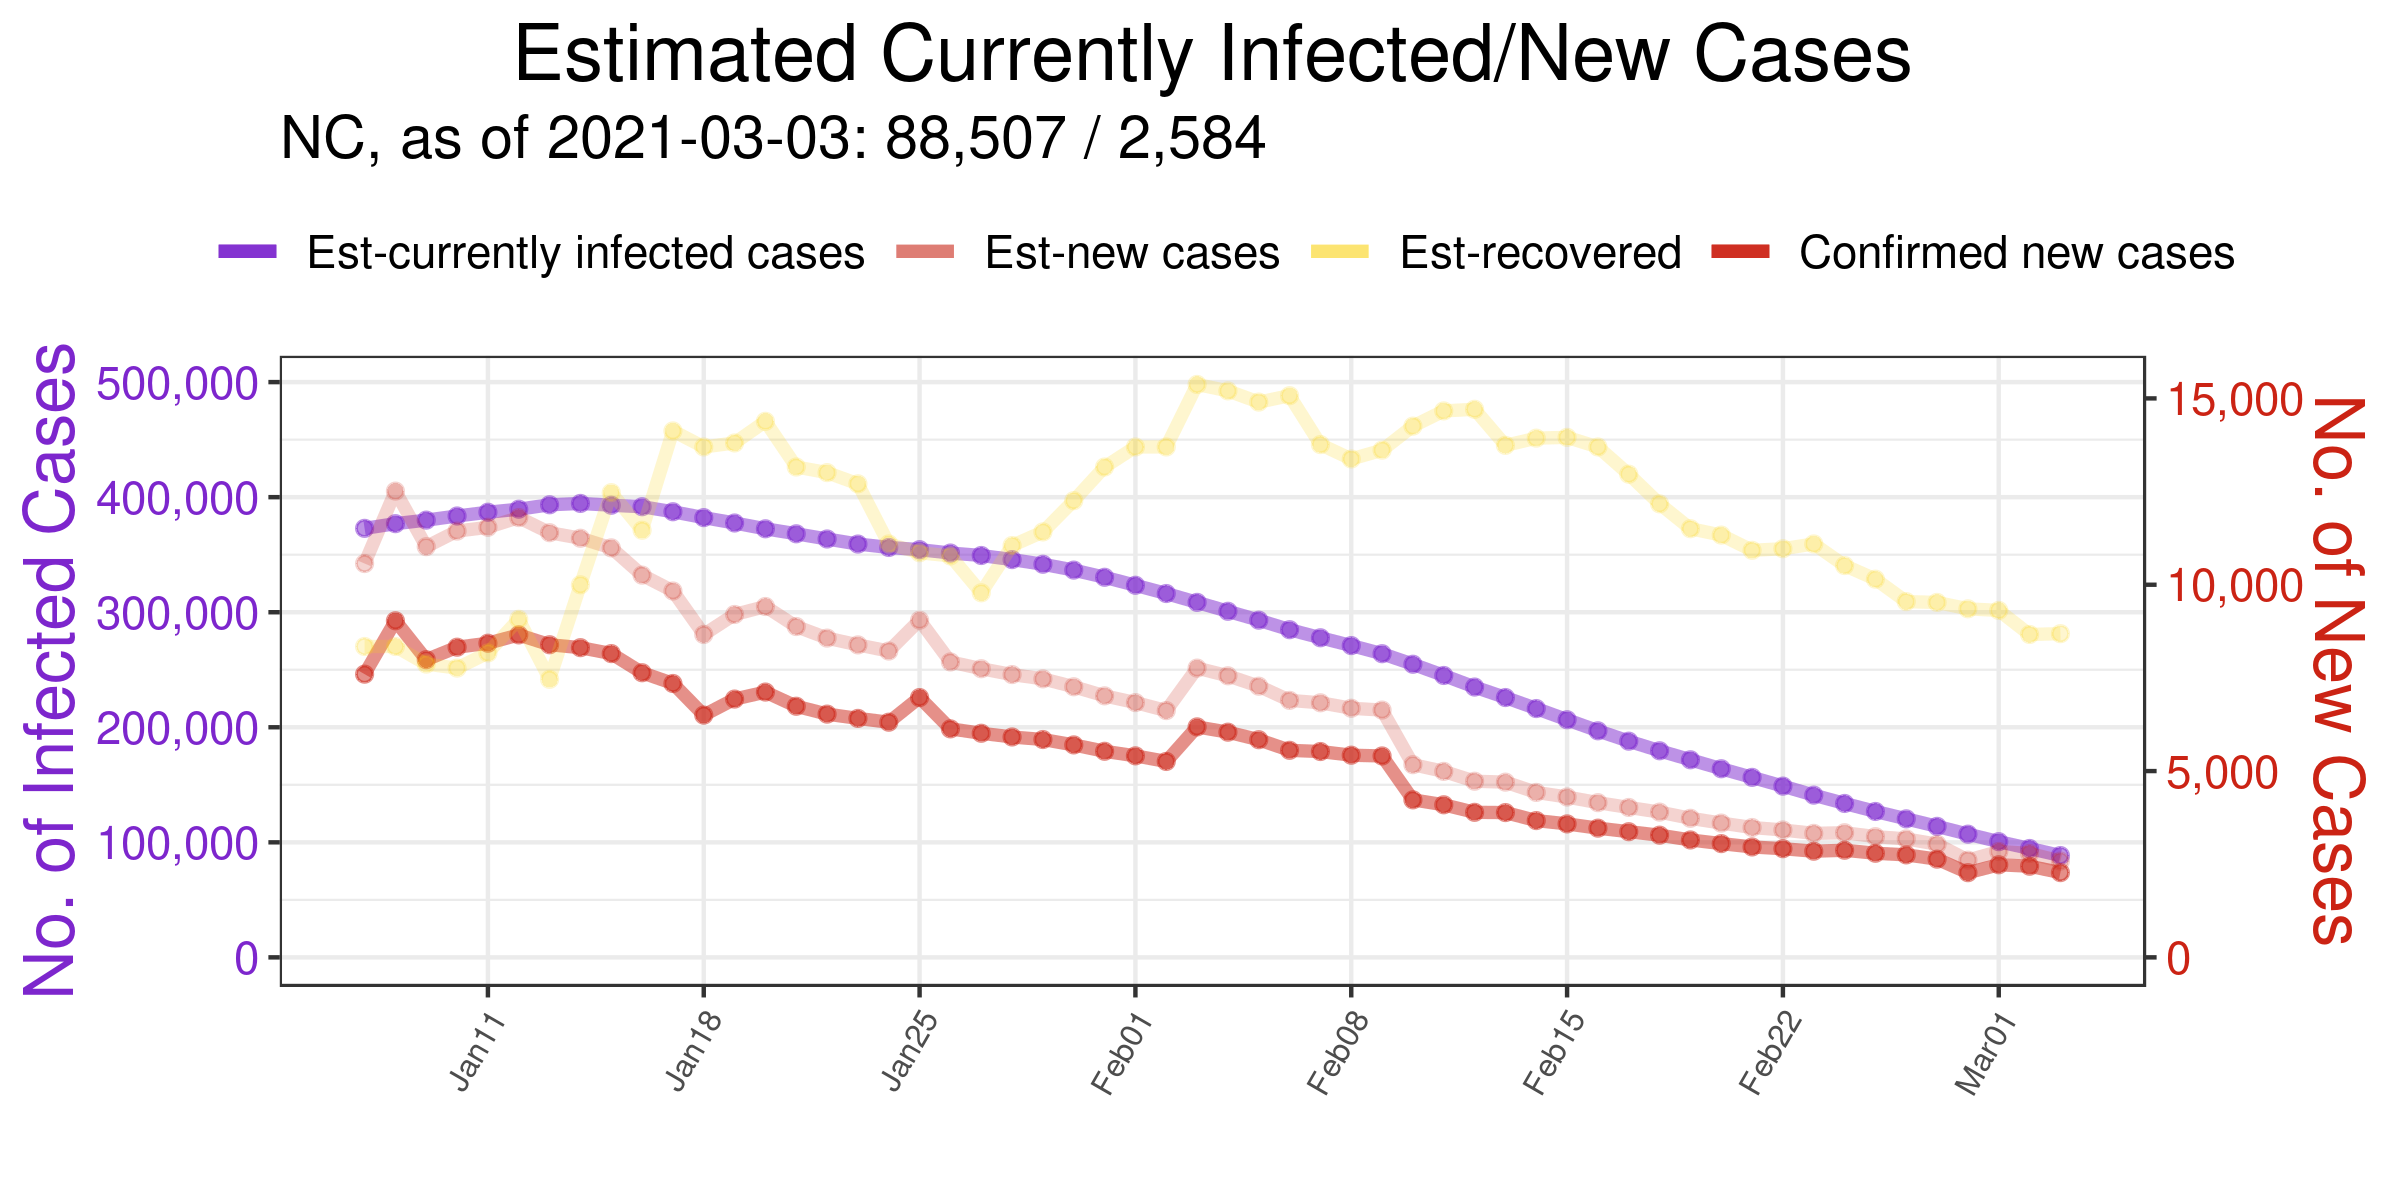 Estimated Currently Infected/New Cases
NC, as of 2021-03-03: 88,507 / 2,584
Est-currently infected cases Est-new cases Est-recovered Confirmed new cases
No. of Infected Cases
500,000
400,000
300,000
200,000
100,000
0
15,000
10,000
5,000
0
No. of New Cases
Jan11 Jan18 Jan25 Feb01 Feb08 Feb15 Feb22 Mar01